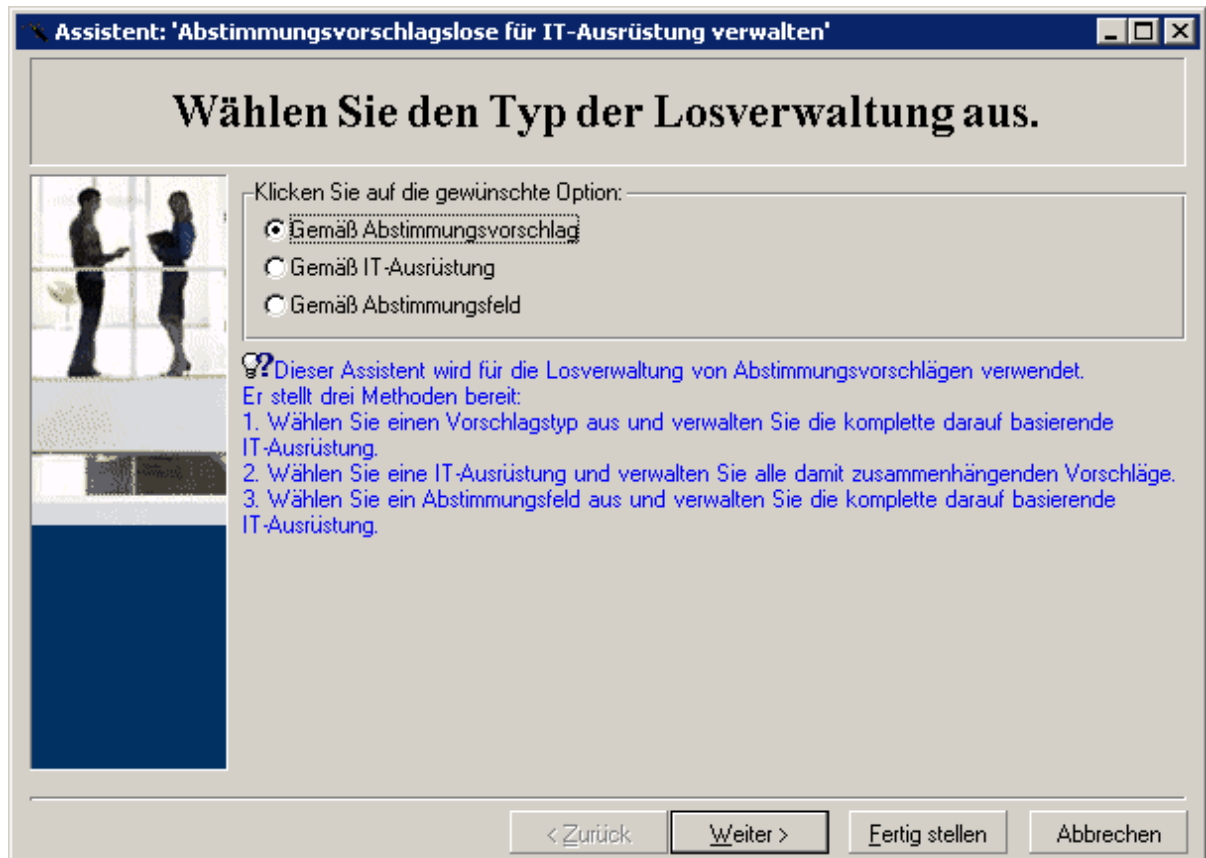 Assistent: 'Abstimmungsvorschlagslose für IT-Ausrüstung verwalten'
Wählen Sie den Typ der Losverwaltung aus.
Klicken Sie auf die gewünschte Option:
Gemäß Abstimmungsvorschlag
Gemäß IT-Ausrüstung
Gemäß Abstimmungsfeld
Dieser Assistent wird für die Losverwaltung von Abstimmungsvorschlägen verwendet.
Er stellt drei Methoden bereit:
1. Wählen Sie einen Vorschlagstyp aus und verwalten Sie die komplette darauf basierende
IT-Ausrüstung.
2. Wählen Sie eine IT-Ausrüstung und verwalten Sie alle damit zusammenhängenden Vorschläge.
3. Wählen Sie ein Abstimmungsfeld aus und verwalten Sie die komplette darauf basierende
IT-Ausrüstung.
< Zurück
Weiter >
Fertig stellen
Abbrechen